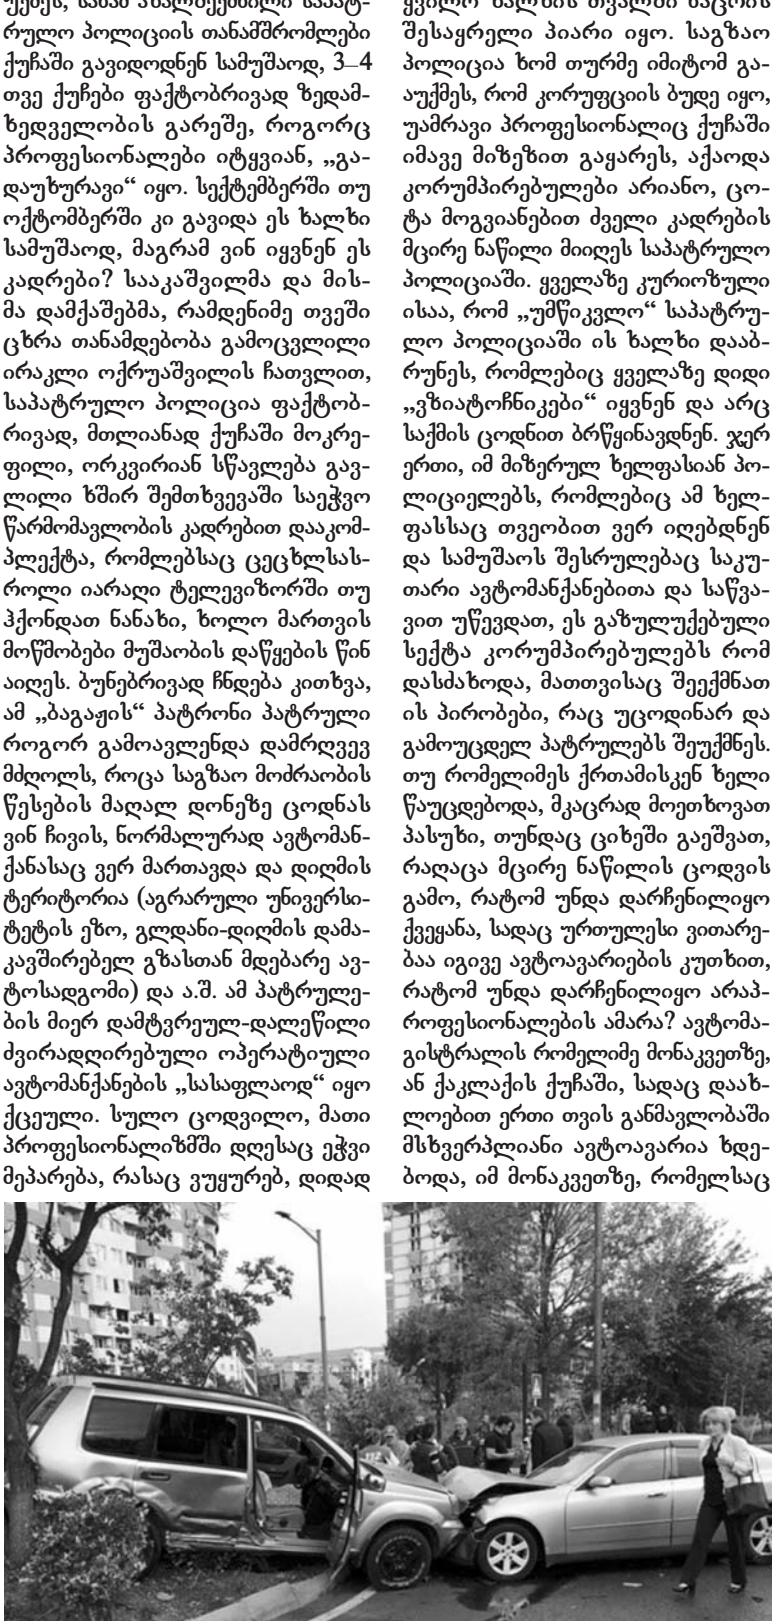 რულო პოლიციის თანამშრომლები
ქუჩაში გავიდოდნენ სამუშაოდ, 3–4
თვე ქუჩები ფაქტობრივად ზედამ-
ხედველობის გარეშე, როგორც
პროფესიონალები იტყვიან, „გა-
დაუხურავი“ იყო. სექტემბერში თუ
ოქტომბერში კი გავიდა ეს ხალხი
სამუშაოდ, მაგრამ ვინ იყვნენ ეს
კადრები? სააკაშვილმა და მის-
მა დამქაშებმა, რამდენიმე თვეში
ცხრა თანამდებობა გამოცვლილი
ირაკლი ოქრუაშვილის ჩათვლით,
საპატრულო პოლიცია ფაქტობ-
რივად, მთლიანად ქუჩაში მოკრე-
ფილი, ორკვირიან სწავლება გავ-
ლილი ხშირ შემთხვევაში საეჭვო
წარმომავლობის კადრებით დააკომ-
პლექტა, რომლებსაც ცეცხლსას-
როლი იარაღი ტელევიზორში თუ
ჰქონდათ ნანახი, ხოლო მართვის
მოწმობები მუშაობის დაწყების წინ
აიღეს. ბუნებრივად ჩნდება კითხვა,
ამ „ბაგაჟის“ პატრონი პატრული
როგორ გამოავლენდა დამრღვევ
მძღოლს, როცა საგზაო მოძრაობის
წესების მაღალ დონეზე ცოდნას
ვინ ჩივის, ნორმალურად ავტომან-
ქანასაც ვერ მართავდა და დიღმის
ტერიტორია (აგრარული უნივერსი-
ტეტის ეზო, გლდანი-დიღმის დამა-
კავშირებელ გზასთან მდებარე ავ-
ტოსადგომი) და ა.შ. ამ პატრულე-
ბის მიერ დამტვრეულ-დალეწილი
ძვირადღირებული ოპერატიული
ავტომანქანების „სასაფლაოდ“ იყო
ქცეული. სულო ცოდვილო, მათი
პროფესიონალიზმში დღესაც ეჭვი
მეპარება, რასაც ვუყურებ, დიდად
შესაყრელი პიარი იყო. საგზაო
პოლიცია ხომ თურმე იმიტომ გა-
აუქმეს, რომ კორუფციის ბუდე იყო,
უამრავი პროფესიონალიც ქუჩაში
იმავე მიზეზით გაყარეს, აქაოდა
კორუმპირებულები არიანო, ცო-
ტა მოგვიანებით ძველი კადრების
მცირე ნაწილი მიიღეს საპატრულო
პოლიციაში. ყველაზე კურიოზული
ისაა, რომ „უმწიკვლო“ საპატრუ-
ლო პოლიციაში ის ხალხი დააბ-
რუნეს, რომლებიც ყველაზე დიდი
„ვზიატოჩნიკები“ იყვნენ და არც
საქმის ცოდნით ბრწყინავდნენ. ჯერ
ერთი, იმ მიზერულ ხელფასიან პო-
ლიციელებს, რომლებიც ამ ხელ-
ფასსაც თვეობით ვერ იღებდნენ
და სამუშაოს შესრულებაც საკუ-
თარი ავტომანქანებითა და საწვა-
ვით უწევდათ, ეს გაზულუქებული
სექტა კორუმპირებულებს რომ
დასძახოდა, მათთვისაც შეექმნათ
ის პირობები, რაც უცოდინარ და
გამოუცდელ პატრულებს შეუქმნეს.
თუ რომელიმეს ქრთამისკენ ხელი
წაუცდებოდა, მკაცრად მოეთხოვათ
პასუხი, თუნდაც ციხეში გაეშვათ,
რაღაცა მცირე ნაწილის ცოდვის
გამო, რატომ უნდა დარჩენილიყო
ქვეყანა, სადაც ურთულესი ვითარე-
ბაა იგივე ავტოავარიების კუთხით,
რატომ უნდა დარჩენილიყო არაპ-
როფესიონალების ამარა? ავტომა-
გისტრალის რომელიმე მონაკვეთზე,
ან ქაკლაქის ქუჩაში, სადაც დაახ-
ლოებით ერთი თვის განმავლობაში
მსხვერპლიანი ავტოავარია ხდე-
ბოდა, იმ მონაკვეთზე, რომელსაც